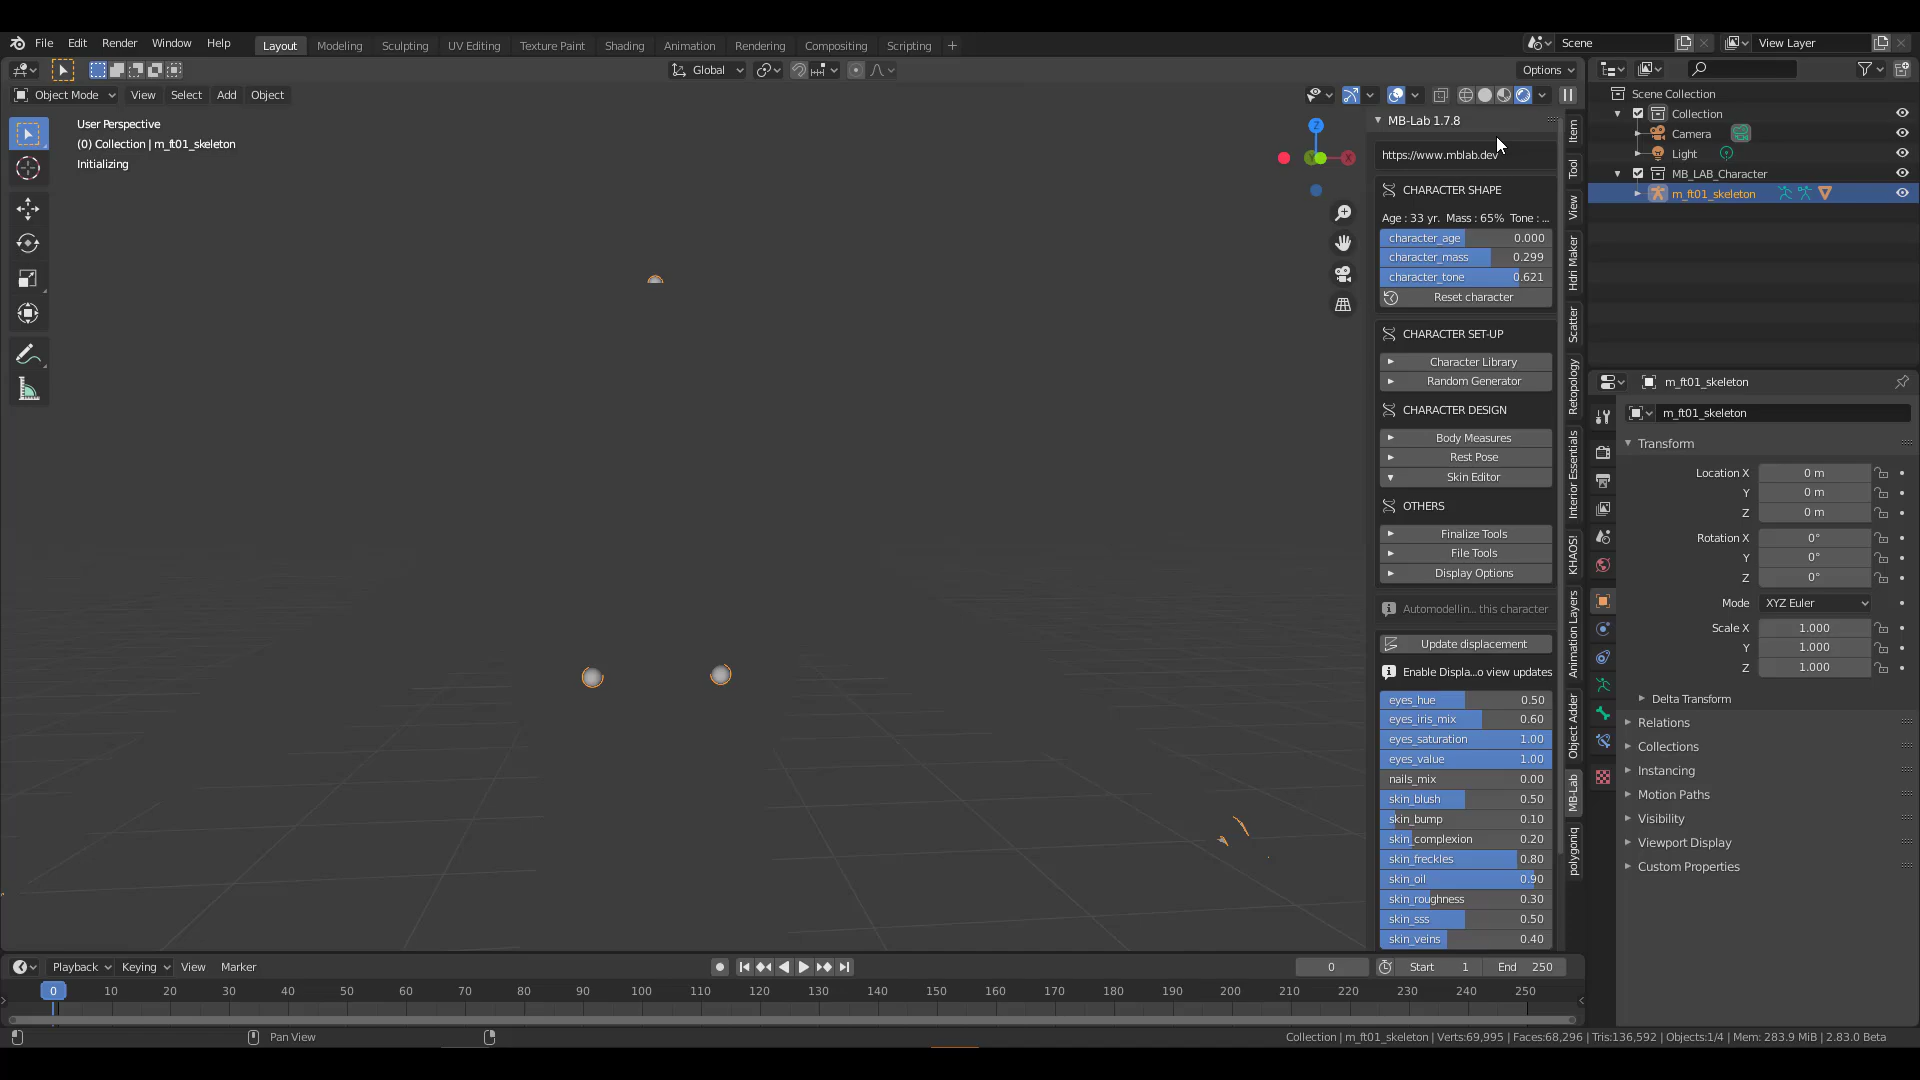 File Edit Render Window Help Layout Modeling Sculpting UV Editing Texture Paint Shading Animation Rendering Compositing Scripting + Scene View Layer
Global Options
Object Mode View Select Add Object
User Perspective
(0) Collection | m_ft01_skeleton
Initializing
Z
Y
X
MB-Lab 1.7.8
https://www.mblab.dev
CHARACTER SHAPE
Age : 33 yr. Mass : 65% Tone : ...
character_age 0.000
character_mass 0.299
character_tone 0.621
Reset character
CHARACTER SET-UP
Character Library
Random Generator
CHARACTER DESIGN
Body Measures
Rest Pose
Skin Editor
OTHERS
Finalize Tools
File Tools
Display Options
Automodellin... this character
Update displacement
Enable Displa...o view updates
eyes_hue 0.50
eyes_iris_mix 0.60
eyes_saturation 1.00
eyes_value 1.00
nails_mix 0.00
skin_blush 0.50
skin_bump 0.10
skin_complexion 0.20
skin_freckles 0.80
skin_oil 0.90
skin_roughness 0.30
skin_sss 0.50
skin_veins 0.40
Item
Tool
View
Hdri Maker
Scatter
Retopology
Interior Essentials
KHAOS!
Animation Layers
Object Adder
MB-Lab
polygoniq
Scene Collection
Collection
Camera
Light
MB_LAB_Character
m_ft01_skeleton
m_ft01_skeleton
m_ft01_skeleton
Transform
Location X 0 m
Y 0 m
Z 0 m
Rotation X 0°
Y 0°
Z 0°
Mode XYZ Euler
Scale X 1.000
Y 1.000
Z 1.000
Delta Transform
Relations
Collections
Instancing
Motion Paths
Visibility
Viewport Display
Custom Properties
Playback Keying View Marker 0 Start 1 End 250
0 10 20 30 40 50 60 70 80 90 100 110 120 130 140 150 160 170 180 190 200 210 220 230 240 250
Pan View
Collection | m_ft01_skeleton | Verts:69,995 | Faces:68,296 | Tris:136,592 | Objects:1/4 | Mem: 283.9 MiB | 2.83.0 Beta